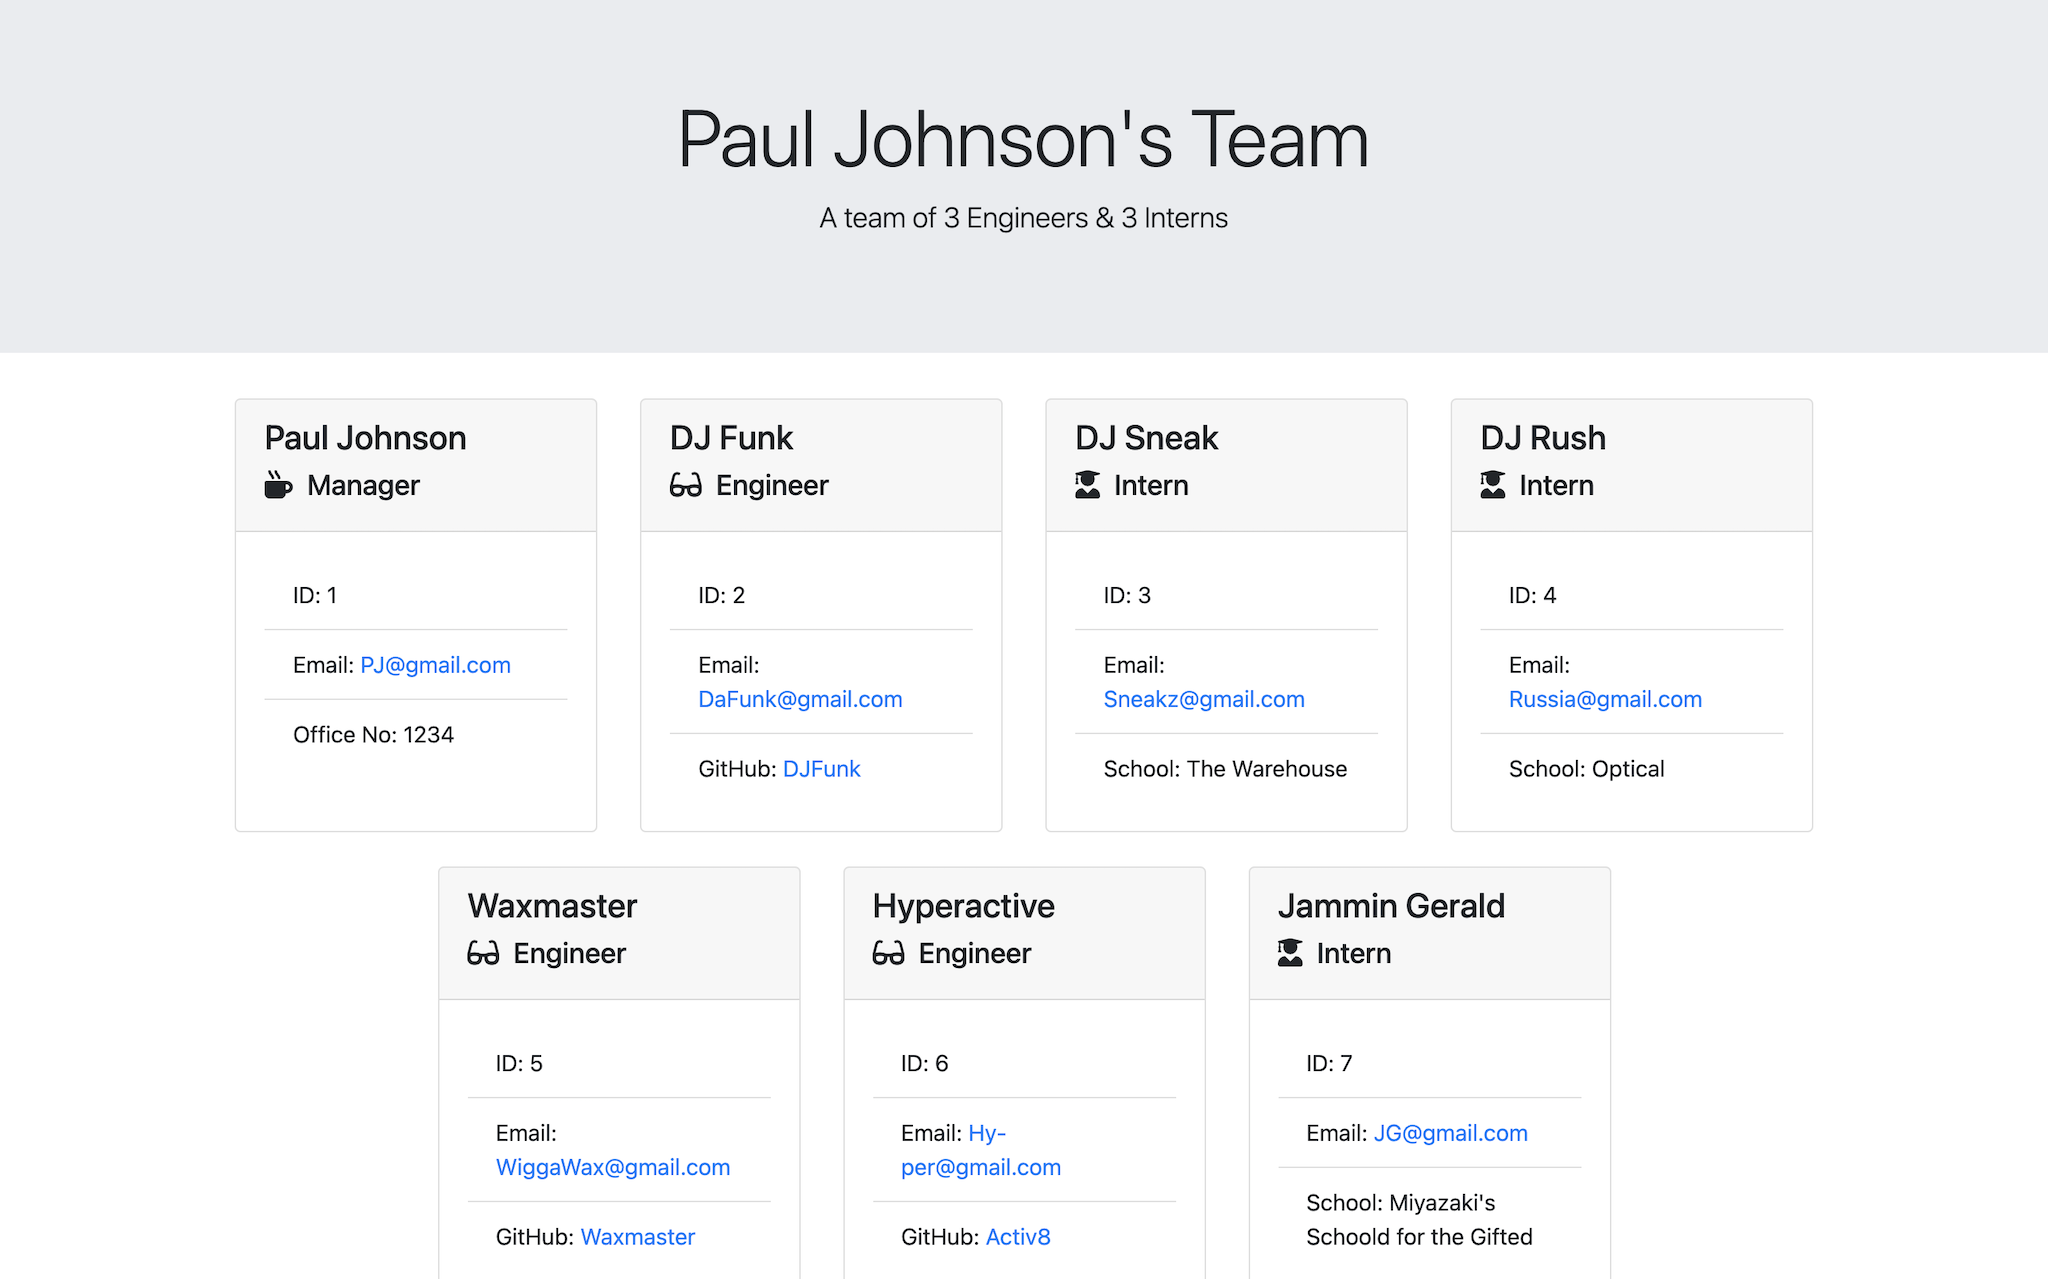 Paul Johnson's Team
A team of 3 Engineers & 3 Interns
Paul Johnson
Manager
ID: 1
Email: PJ@gmail.com
Office No: 1234
DJ Funk
Engineer
ID: 2
Email:
DaFunk@gmail.com
GitHub: DJFunk
DJ Sneak
Intern
ID: 3
Email:
Sneakz@gmail.com
School: The Warehouse
DJ Rush
Intern
ID: 4
Email:
Russia@gmail.com
School: Optical
Waxmaster
Engineer
ID: 5
Email:
WiggaWax@gmail.com
GitHub: Waxmaster
Hyperactive
Engineer
ID: 6
Email: Hy-
per@gmail.com
GitHub: Activ8
Jammin Gerald
Intern
ID: 7
Email: JG@gmail.com
School: Miyazaki's
Schoold for the Gifted